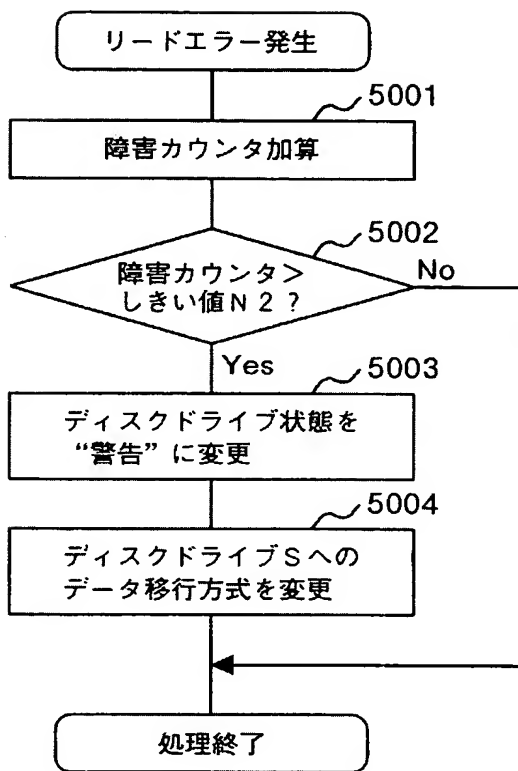 リードエラー発生
5001
障害カウンタ加算
5002
障害カウンタ＞
しきい値Ｎ２？
No
Yes
5003
ディスクドライブ状態を
“警告”に変更
5004
ディスクドライブＳへの
データ移行方式を変更
処理終了